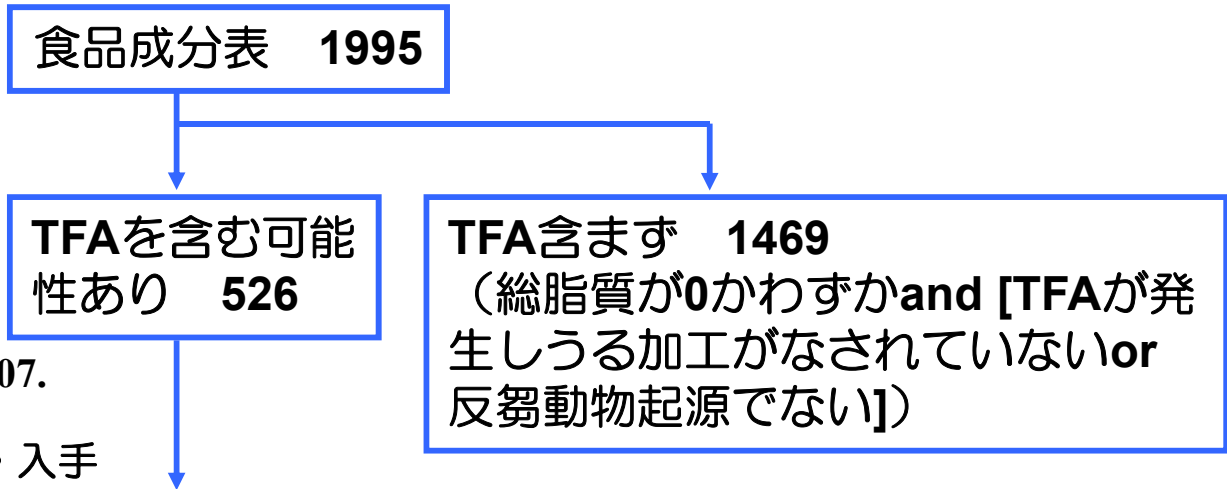 食品成分表　1995
TFAを含む可能
性あり　526
TFA含まず　1469
（総脂質が0かわずかand [TFAが発
生しうる加工がなされていないor
反芻動物起源でない]）
07.
入手